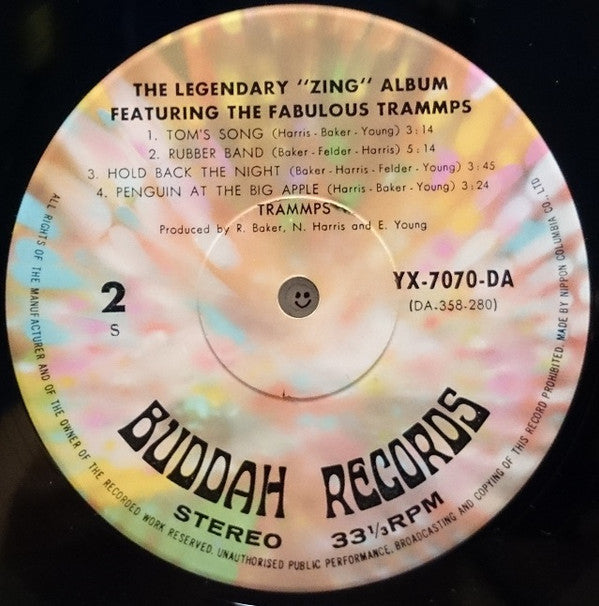 THE LEGENDARY "ZING" ALBUM
FEATURING THE FABULOUS TRAMMPS
1. TOM'S SONG (Harris - Baker - Young) 3:14
2. RUBBER BAND (Baker - Felder - Harris) 5:14
3. HOLD BACK THE NIGHT (Baker - Harris - Felder - Young) 3:45
4. PENGUIN AT THE BIG APPLE (Harris - Baker - Young) 3:24
TRAMMPS
Produced by R. Baker, N. Harris and E. Young
2
S
YX-7070-DA
(DA-358-280)
BUDDAH RECORDS
STEREO 33⅓RPM
ALL RIGHTS OF THE MANUFACTURER AND OF THE OWNER OF THE RECORDED WORK RESERVED. UNAUTHORISED PUBLIC PERFORMANCE, BROADCASTING AND COPYING OF THIS RECORD PROHIBITED. MADE BY NIPPON COLUMBIA CO., LTD.